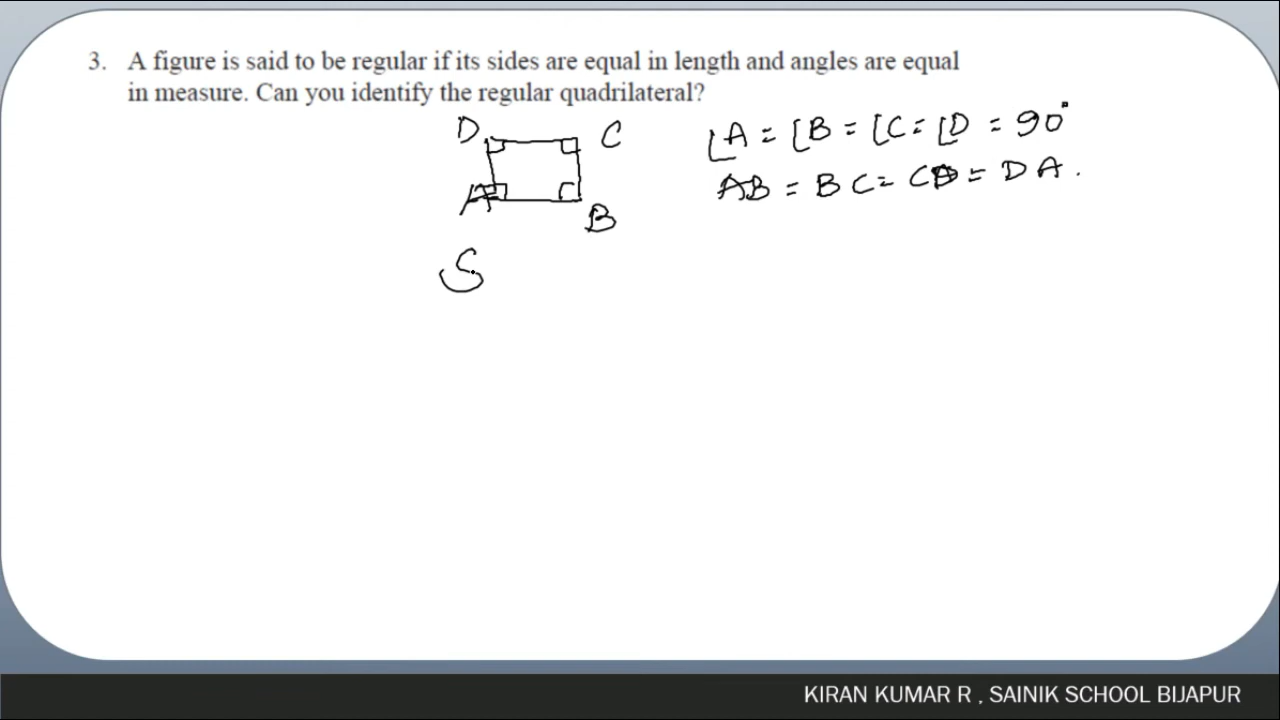 3. A figure is said to be regular if its sides are equal in length and angles are equal
in measure. Can you identify the regular quadrilateral?
D C
A B
∠A = ∠B = ∠C = ∠D = 90°
AB = BC = CD = DA.
S
KIRAN KUMAR R , SAINIK SCHOOL BIJAPUR